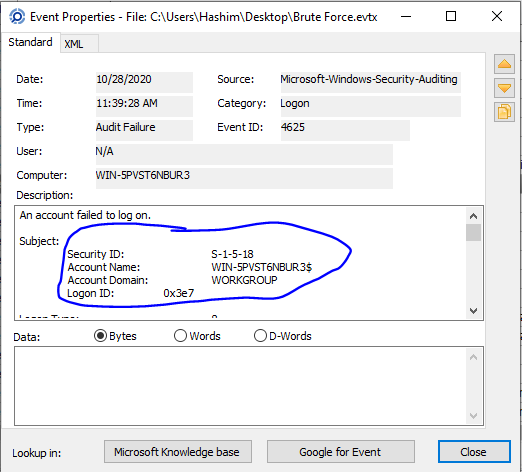 Event Properties - File: C:\Users\Hashim\Desktop\Brute Force.evtx
Standard XML
Date: 10/28/2020 Source: Microsoft-Windows-Security-Auditing
Time: 11:39:28 AM Category: Logon
Type: Audit Failure Event ID: 4625
User: N/A
Computer: WIN-5PVST6NBUR3
Description:
An account failed to log on.
Subject:
Security ID: S-1-5-18
Account Name: WIN-5PVST6NBUR3$
Account Domain: WORKGROUP
Logon ID: 0x3e7
Data: Bytes Words D-Words
Lookup in: Microsoft Knowledge base Google for Event Close